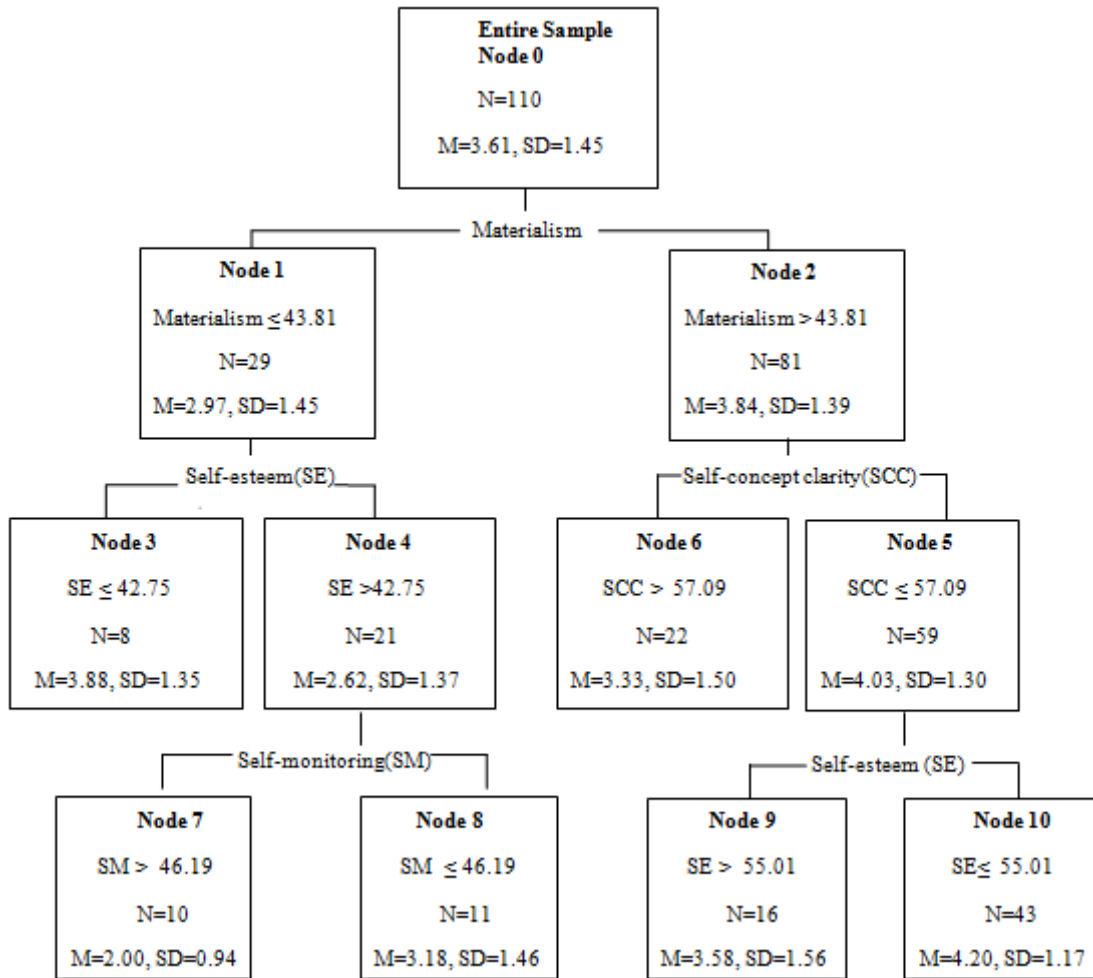 Entire Sample
Node 0
N=110
M=3.61, SD=1.45
Materialism
Node 1
Materialism ≤ 43.81
N=29
M=2.97, SD=1.45
Node 2
Materialism > 43.81
N=81
M=3.84, SD=1.39
Self-esteem(SE)
Self-concept clarity(SCC)
Node 3
SE ≤ 42.75
N=8
M=3.88, SD=1.35
Node 4
SE >42.75
N=21
M=2.62, SD=1.37
Node 6
SCC > 57.09
N=22
M=3.33, SD=1.50
Node 5
SCC ≤ 57.09
N=59
M=4.03, SD=1.30
Self-monitoring(SM)
Self-esteem (SE)
Node 7
SM > 46.19
N=10
M=2.00, SD=0.94
Node 8
SM ≤ 46.19
N=11
M=3.18, SD=1.46
Node 9
SE > 55.01
N=16
M=3.58, SD=1.56
Node 10
SE≤ 55.01
N=43
M=4.20, SD=1.17